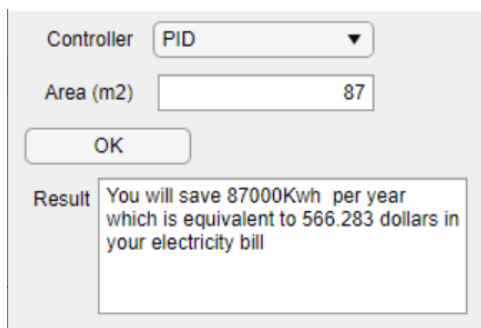 Controller PID
Area (m2) 87
OK
Result You will save 87000Kwh  per year
which is equivalent to 566.283 dollars in
your electricity bill